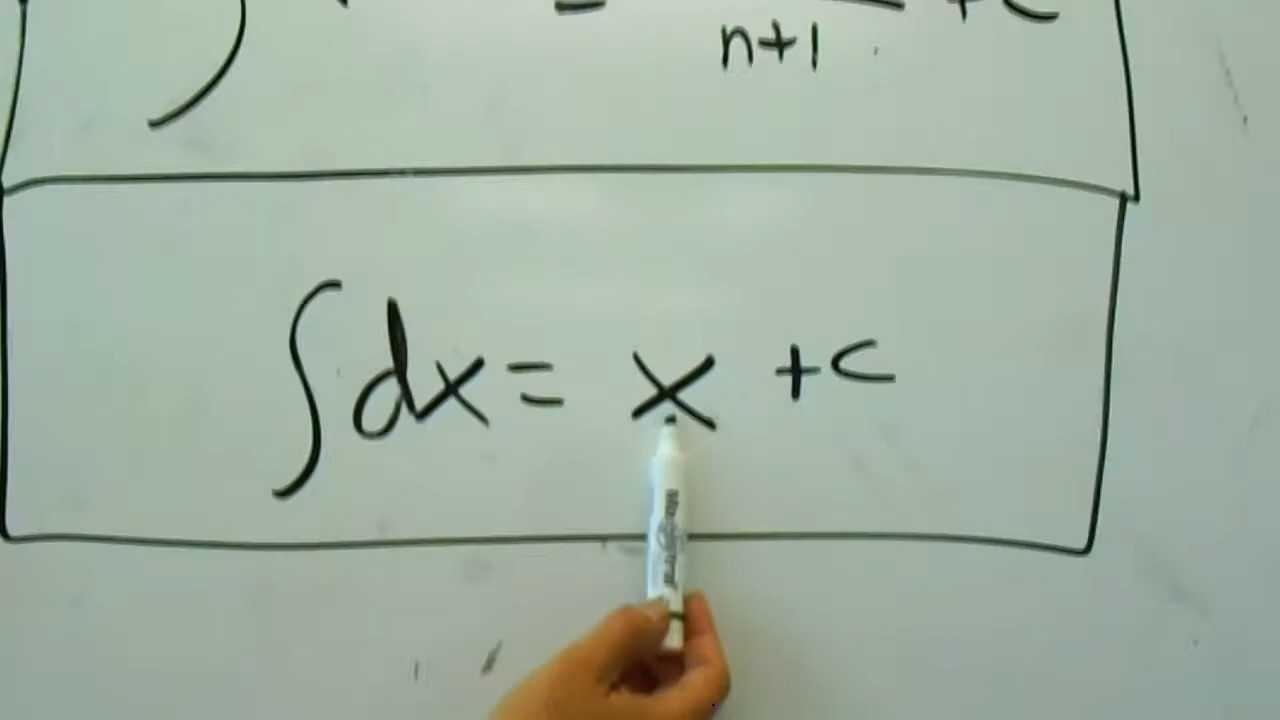 = n+1 + c
∫dx = x + c